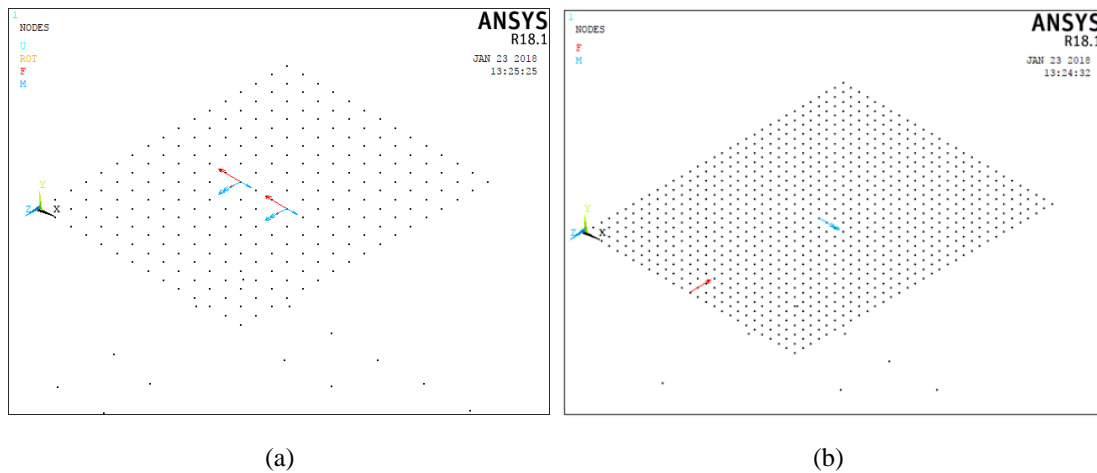 1
NODES
U
ROT
F
M
ANSYS
R18.1
JAN 23 2018
13:25:25
Y
Z
X
1
NODES
F
M
ANSYS
R18.1
JAN 23 2018
13:24:32
Y
Z
X
(a)
(b)